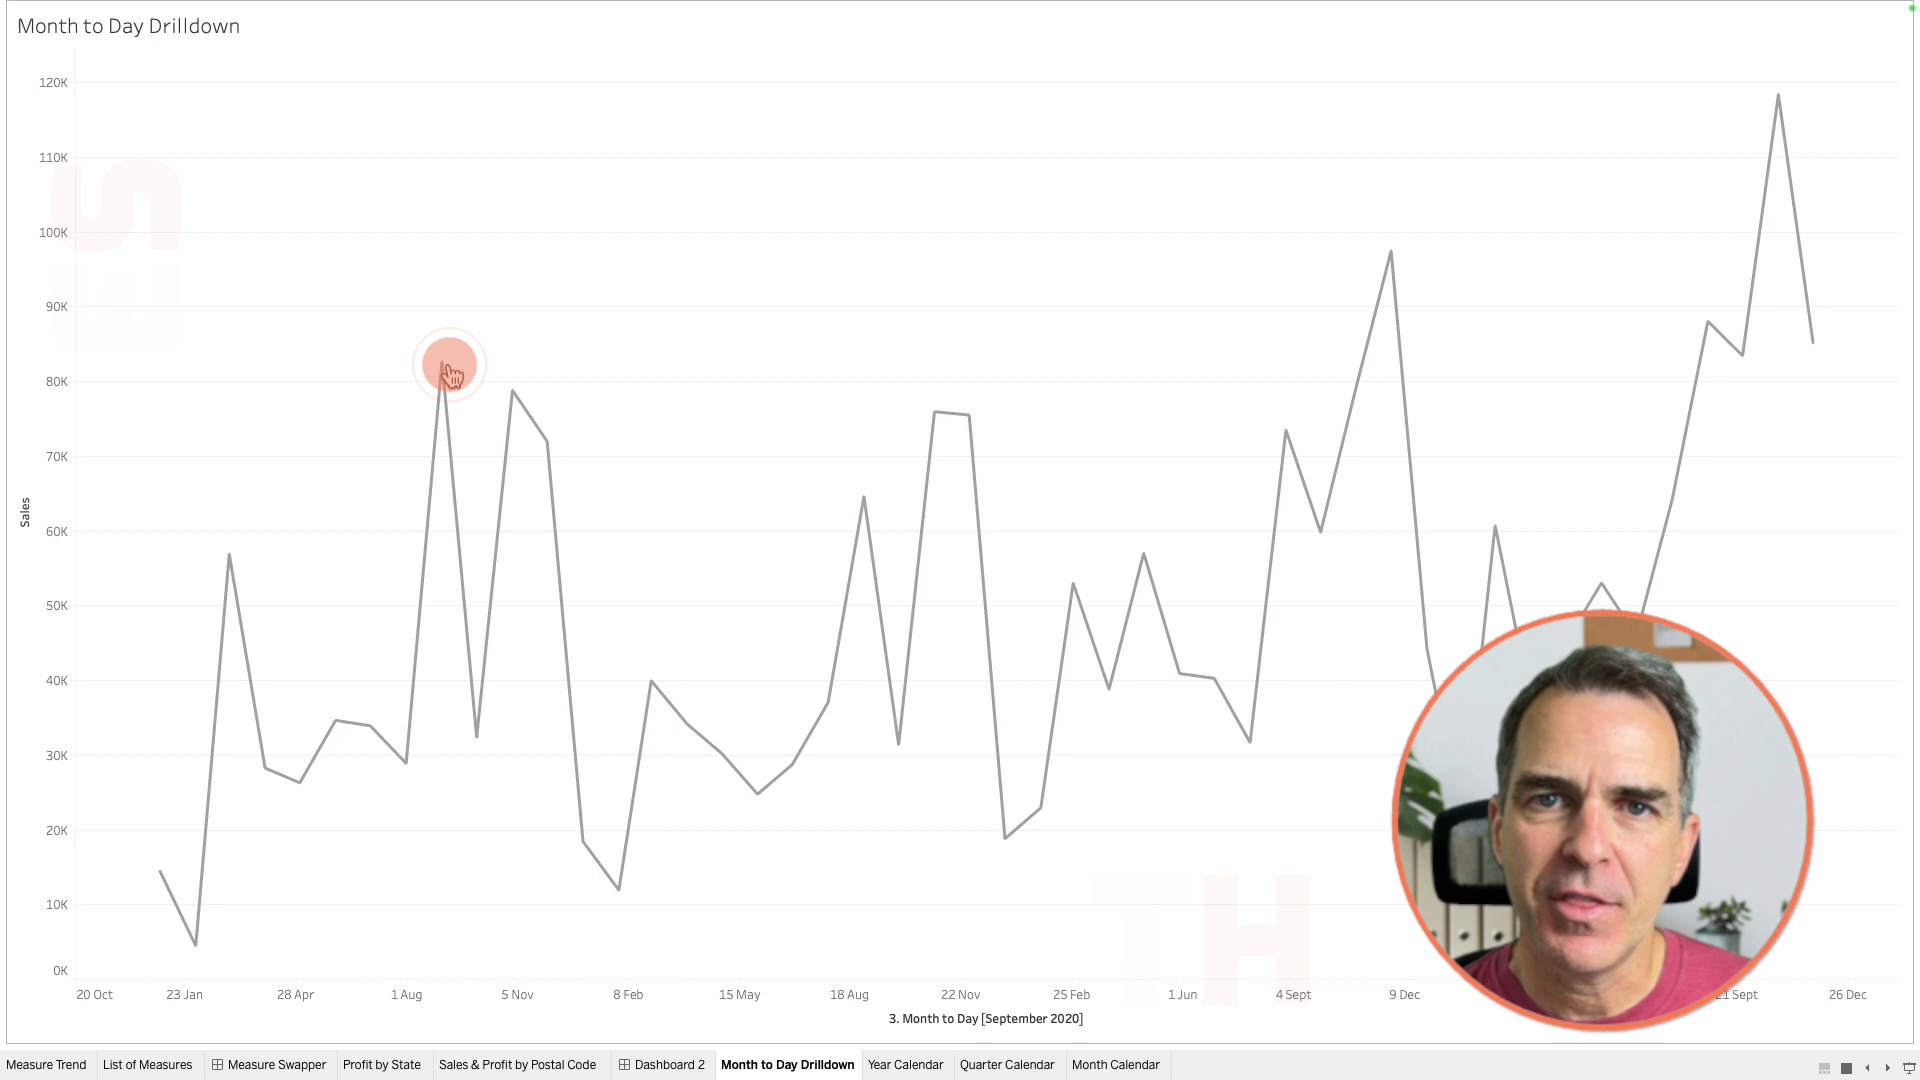 Month to Day Drilldown
120K
110K
100K
90K
80K
70K
60K
50K
40K
30K
20K
10K
0K
Sales
20 Oct 23 Jan 28 Apr 1 Aug 5 Nov 8 Feb 15 May 18 Aug 22 Nov 25 Feb 1 Jun 4 Sept 9 Dec 21 Sept 26 Dec
3. Month to Day [September 2020]
Measure Trend List of Measures Measure Swapper Profit by State Sales & Profit by Postal Code Dashboard 2 Month to Day Drilldown Year Calendar Quarter Calendar Month Calendar
S
H